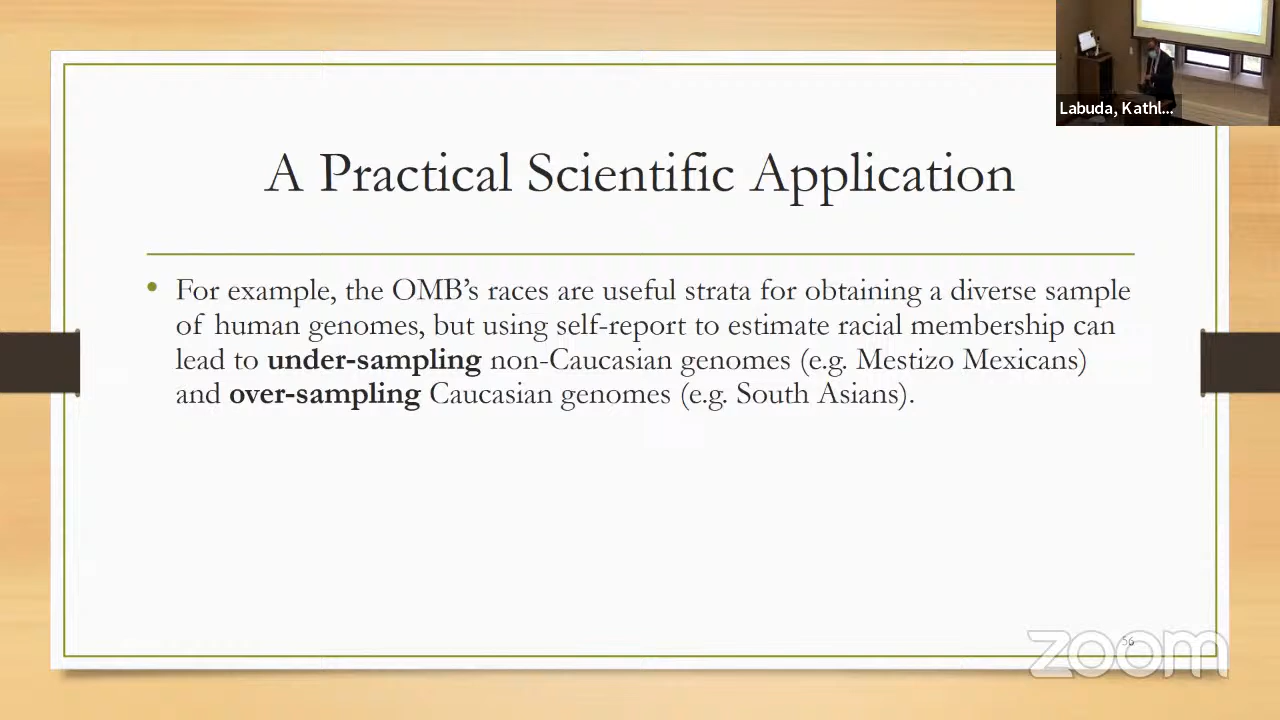 Labuda, Kathl...
A Practical Scientific Application
• For example, the OMB’s races are useful strata for obtaining a diverse sample
of human genomes, but using self-report to estimate racial membership can
lead to under-sampling non-Caucasian genomes (e.g. Mestizo Mexicans)
and over-sampling Caucasian genomes (e.g. South Asians).
56
zoom